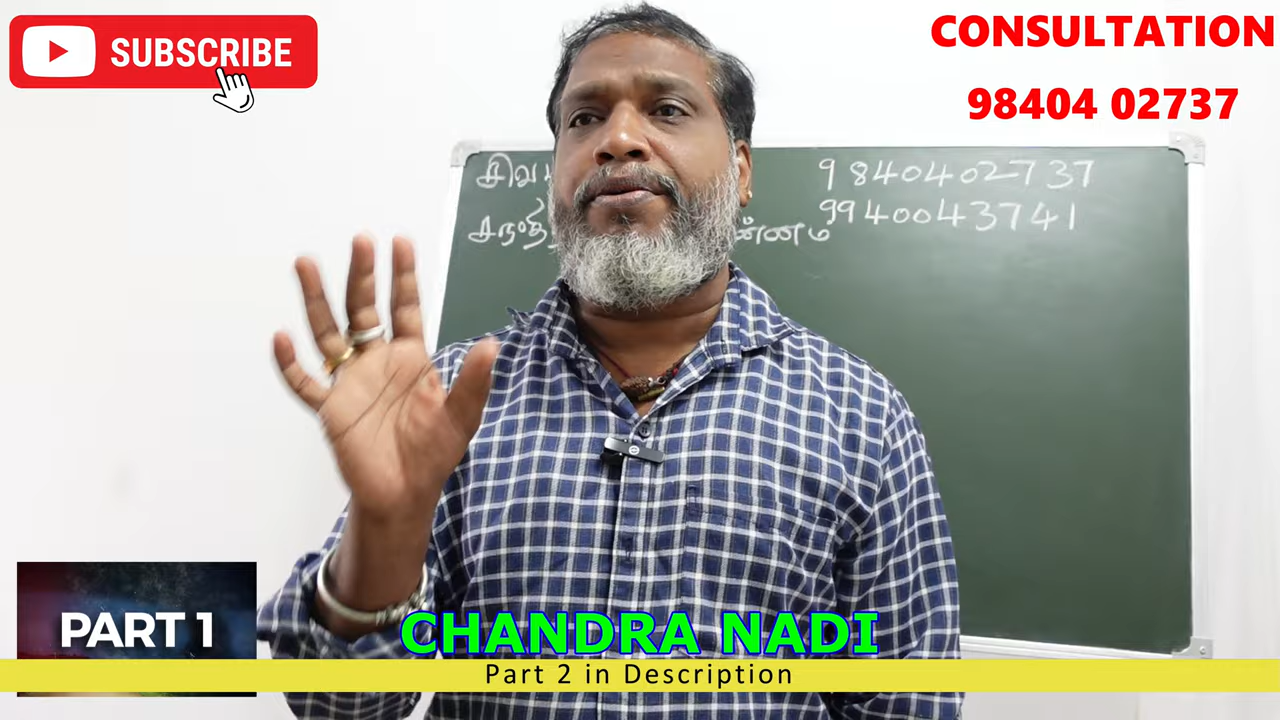 SUBSCRIBE
CONSULTATION
98404 02737
சிவ
9840402737
9940043741
PART 1
CHANDRA NADI
Part 2 in Description